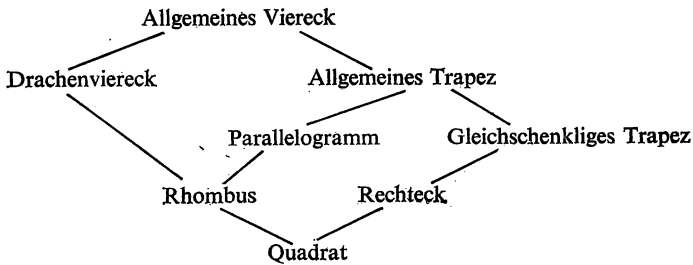 Allgemeines Viereck
Drachenviereck
Allgemeines Trapez
Parallelogramm
Gleichschenkliges Trapez
Rhombus
Rechteck
Quadrat